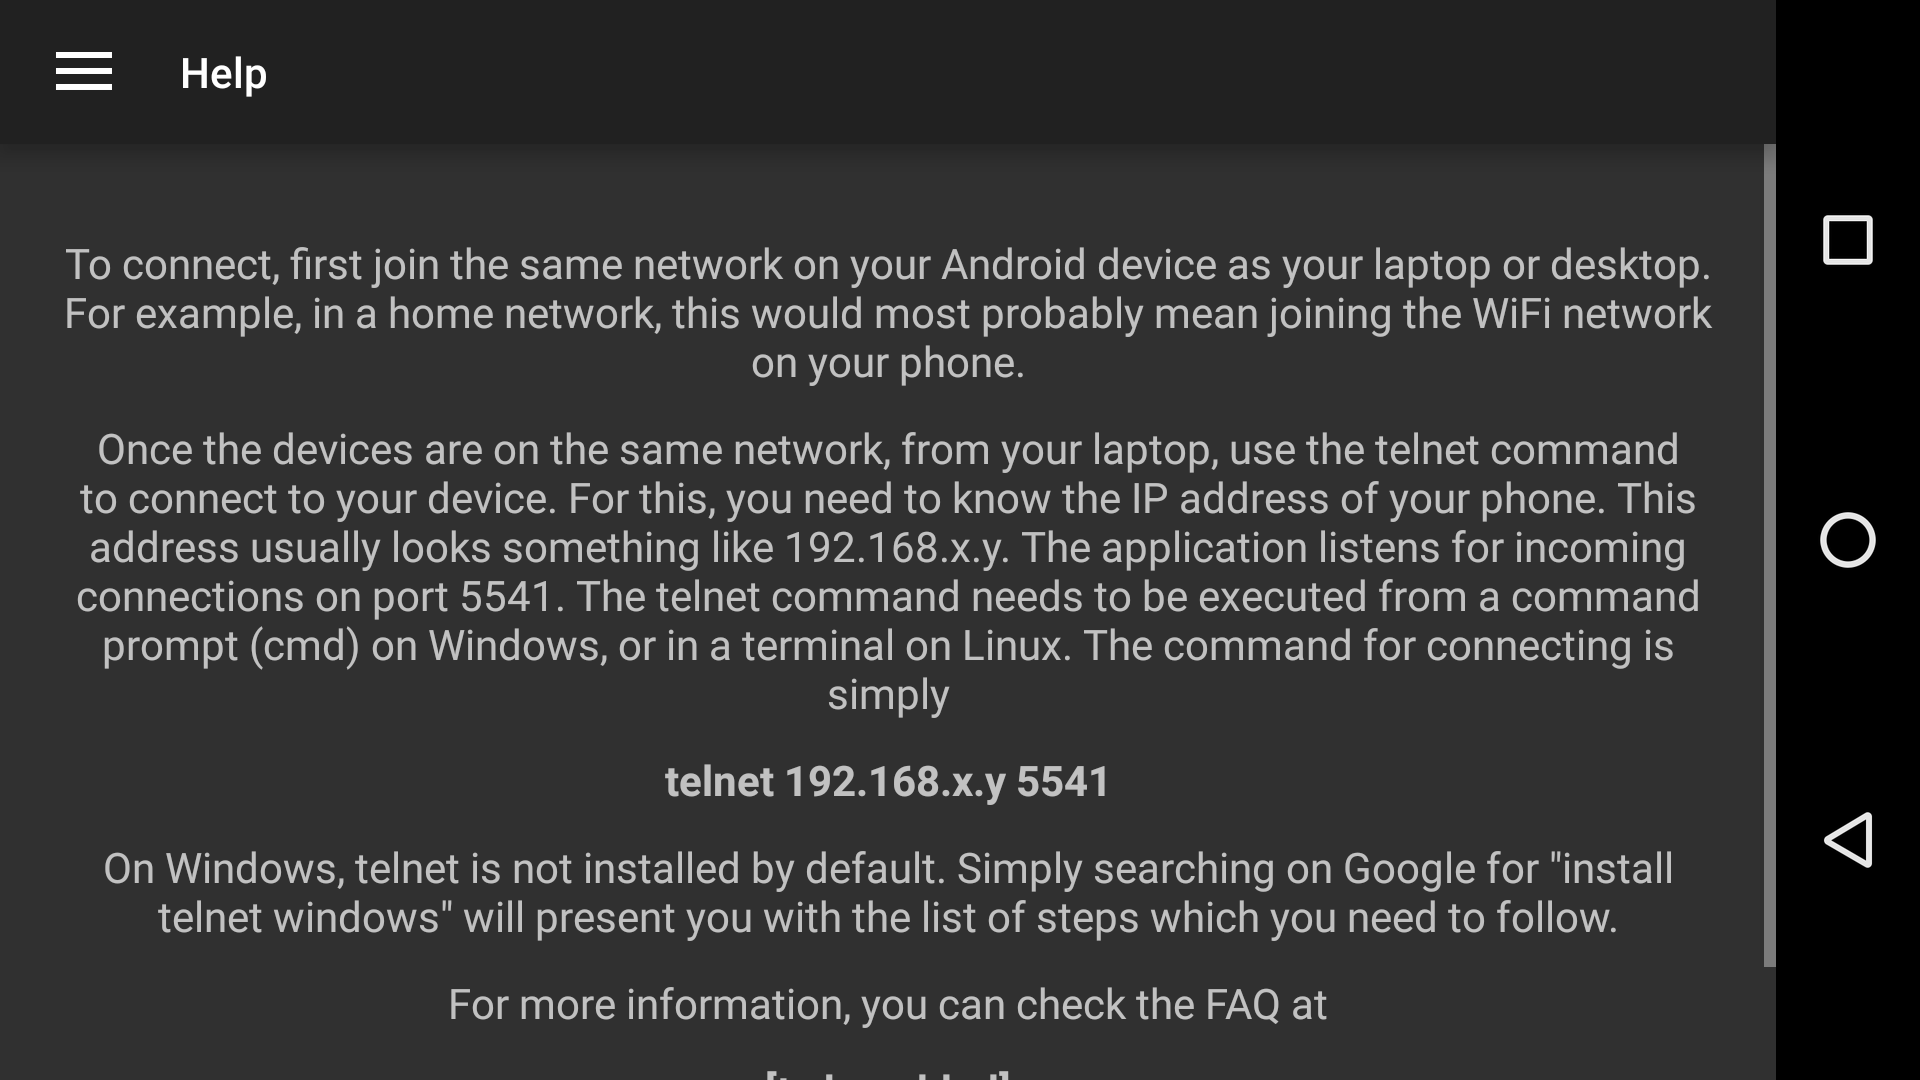 Help
To connect, first join the same network on your Android device as your laptop or desktop.
For example, in a home network, this would most probably mean joining the WiFi network
on your phone.
Once the devices are on the same network, from your laptop, use the telnet command
to connect to your device. For this, you need to know the IP address of your phone. This
address usually looks something like 192.168.x.y. The application listens for incoming
connections on port 5541. The telnet command needs to be executed from a command
prompt (cmd) on Windows, or in a terminal on Linux. The command for connecting is
simply
telnet 192.168.x.y 5541
On Windows, telnet is not installed by default. Simply searching on Google for "install
telnet windows" will present you with the list of steps which you need to follow.
For more information, you can check the FAQ at